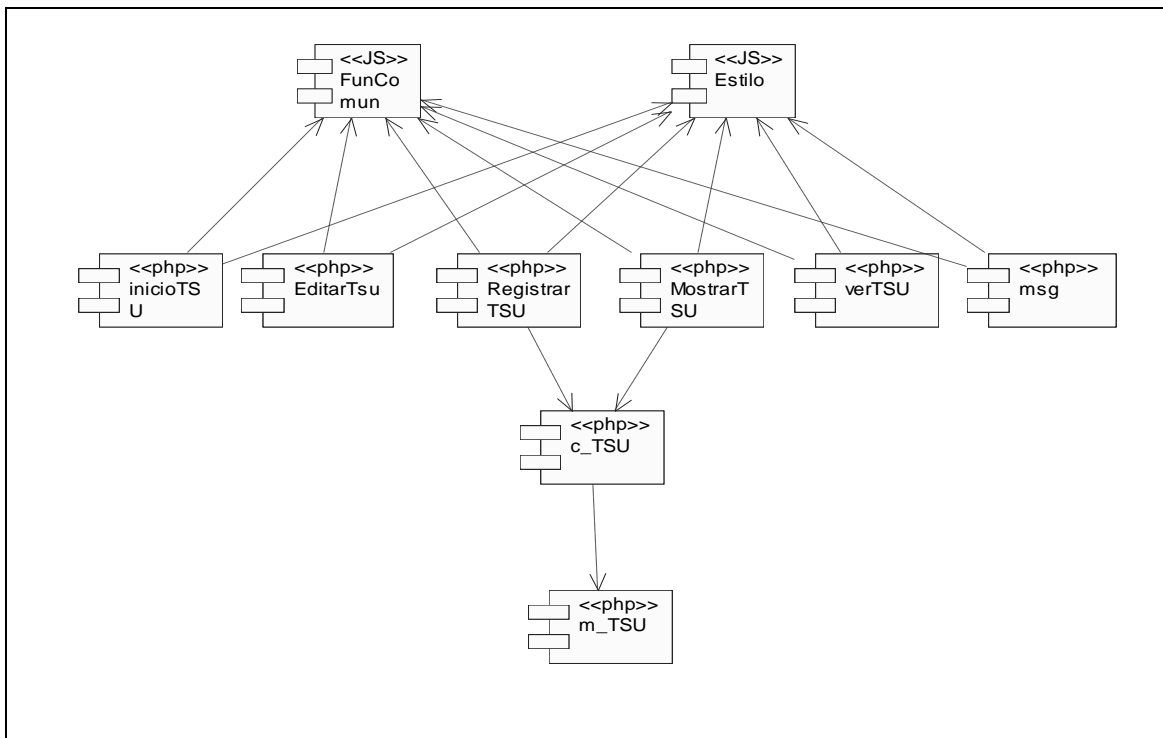 <<JS>>
FunCo
mun
<<JS>>
Estilo
<<php>>
inicioTS
U
<<php>>
EditarTsu
<<php>>
Registrar
TSU
<<php>>
MostrarT
SU
<<php>>
verTSU
<<php>>
msg
<<php>>
c_TSU
<<php>>
m_TSU